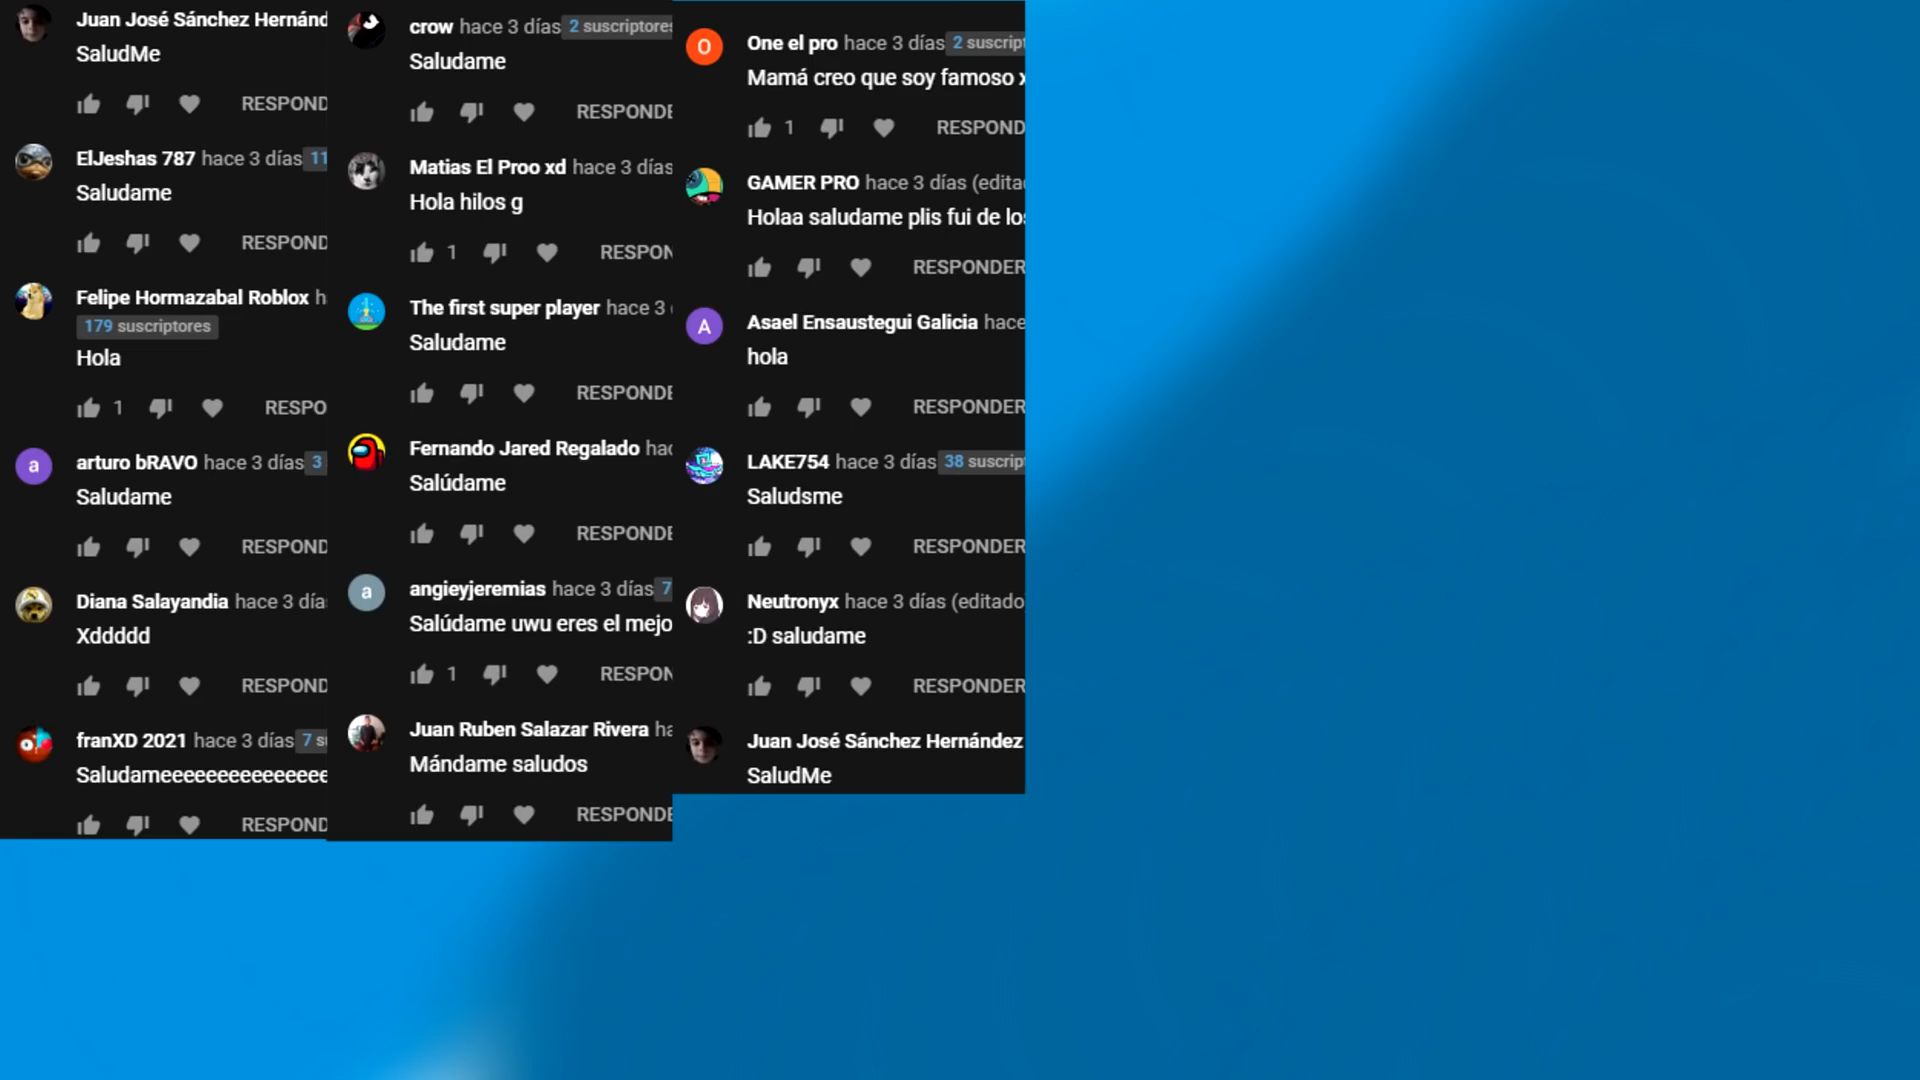 Juan José Sánchez Hernánd
SaludMe
RESPOND
ElJeshas 787 hace 3 días 11
Saludame
RESPOND
Felipe Hormazabal Roblox h
179 suscriptores
Hola
1 RESPO
arturo bRAVO hace 3 días 3
Saludame
RESPOND
Diana Salayandia hace 3 día
Xddddd
RESPOND
franXD 2021 hace 3 días 7 s
Saludameeeeeeeeeeeeeee
RESPOND
crow hace 3 días 2 suscriptores
Saludame
RESPONDE
Matias El Proo xd hace 3 días
Hola hilos g
1 RESPON
The first super player hace 3
Saludame
RESPONDE
Fernando Jared Regalado hac
Salúdame
RESPONDE
angieyjeremias hace 3 días 7
Salúdame uwu eres el mejo
1 RESPON
Juan Ruben Salazar Rivera ha
Mándame saludos
RESPONDE
O
One el pro hace 3 días 2 suscript
Mamá creo que soy famoso x
1 RESPOND
GAMER PRO hace 3 días (edita
Holaa saludame plis fui de los
RESPONDER
A
Asael Ensaustegui Galicia hace
hola
RESPONDER
LAKE754 hace 3 días 38 suscript
Saludsme
RESPONDER
Neutronyx hace 3 días (editado
:D saludame
RESPONDER
Juan José Sánchez Hernández
SaludMe